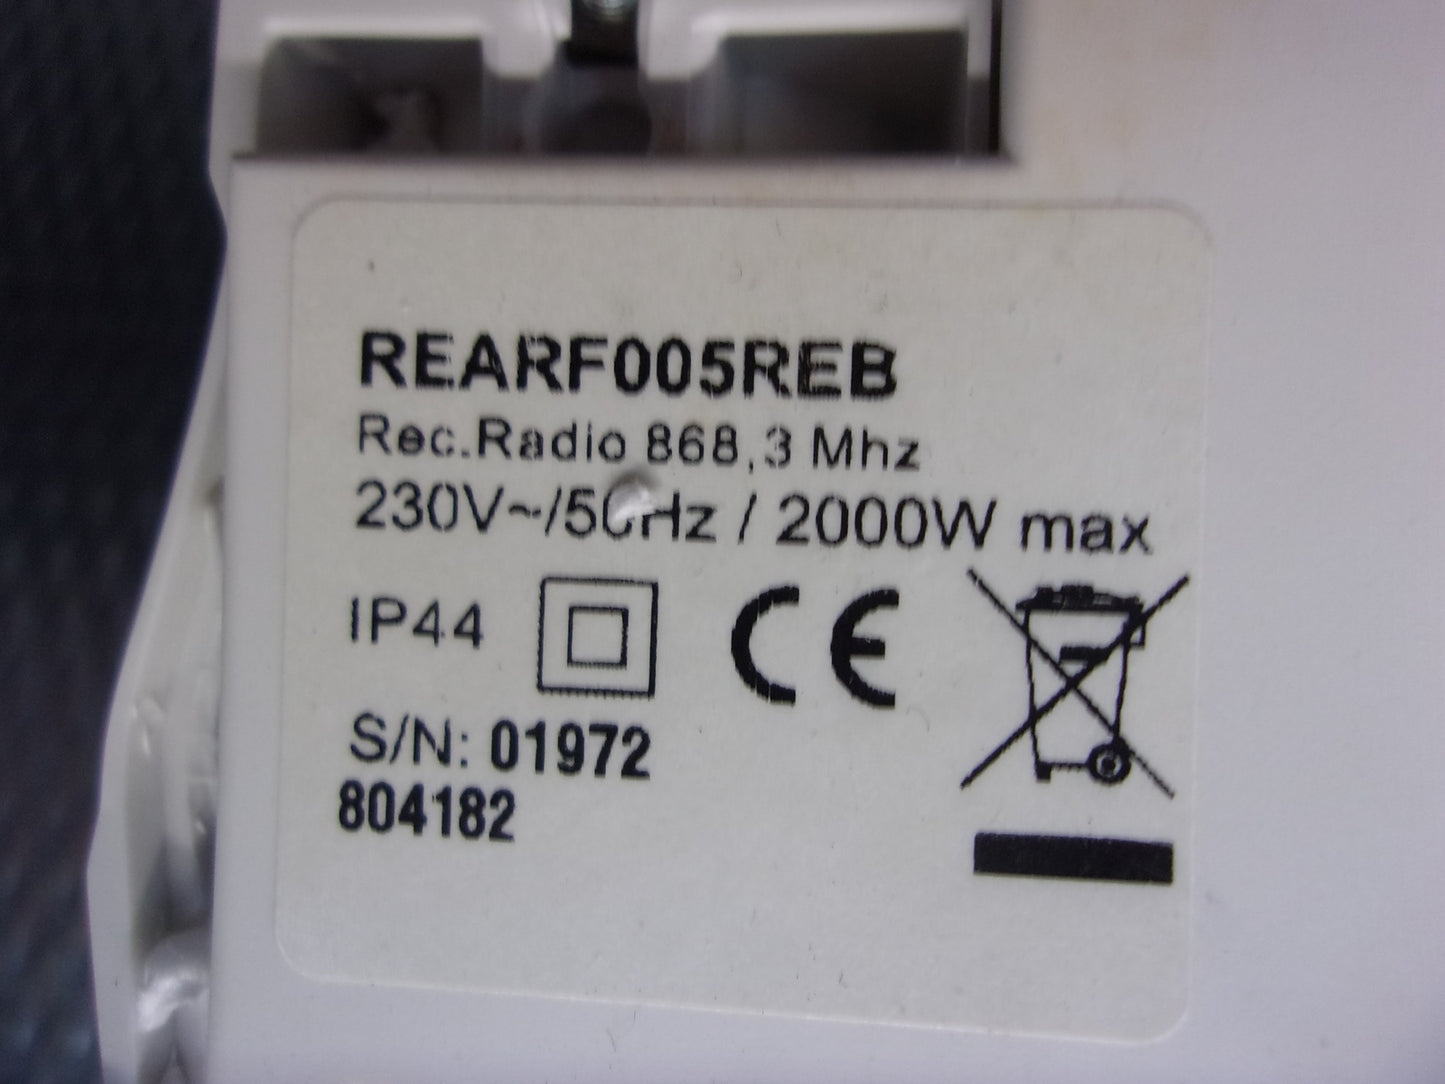 REARF005REB
Rec.Radio 868,3 Mhz
230V~/50Hz / 2000W max
IP44 CE
S/N: 01972
804182